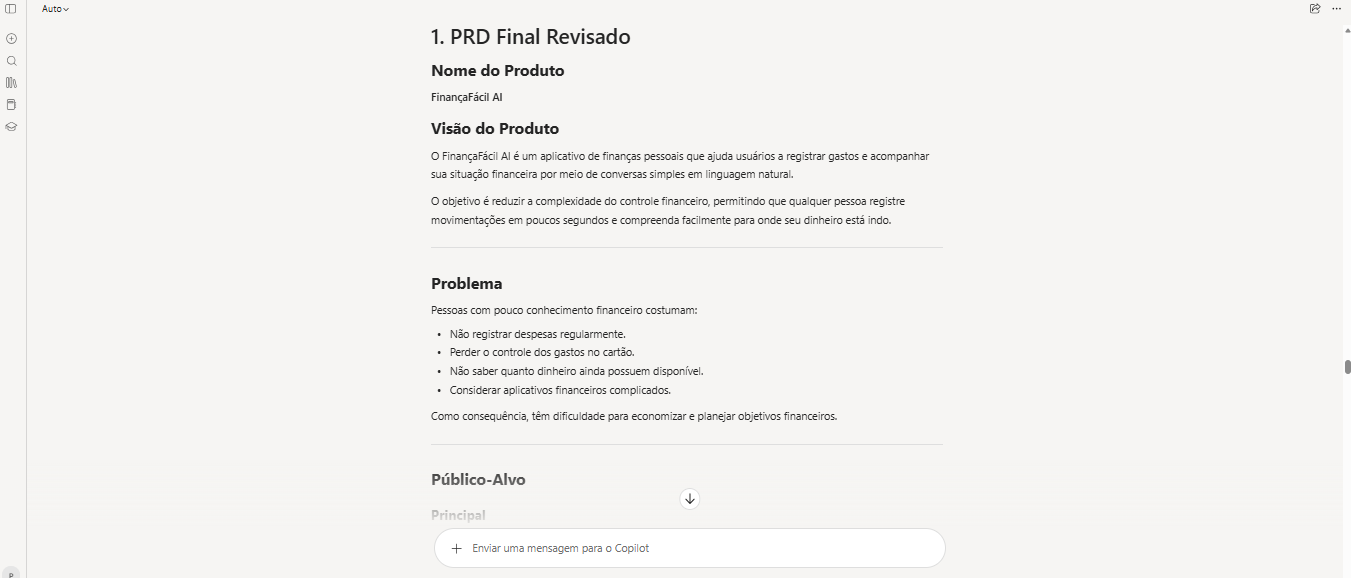 Auto
1. PRD Final Revisado
Nome do Produto
FinançaFácil AI
Visão do Produto
O FinançaFácil AI é um aplicativo de finanças pessoais que ajuda usuários a registrar gastos e acompanhar
sua situação financeira por meio de conversas simples em linguagem natural.
O objetivo é reduzir a complexidade do controle financeiro, permitindo que qualquer pessoa registre
movimentações em poucos segundos e compreenda facilmente para onde seu dinheiro está indo.
Problema
Pessoas com pouco conhecimento financeiro costumam:
• Não registrar despesas regularmente.
• Perder o controle dos gastos no cartão.
• Não saber quanto dinheiro ainda possuem disponível.
• Considerar aplicativos financeiros complicados.
Como consequência, têm dificuldade para economizar e planejar objetivos financeiros.
Público-Alvo
Principal
Enviar uma mensagem para o Copilot
P